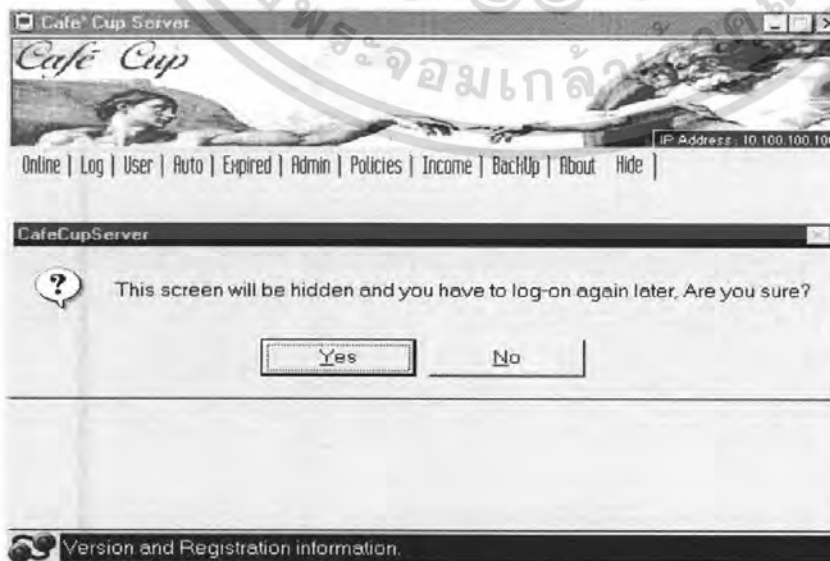 Cafe' Cup Server
Café Cup
IP Address : 10.100.100.100
Online | Log | User | Auto | Expired | Admin | Policies | Income | BackUp | About Hide |
CafeCupServer
This screen will be hidden and you have to log-on again later, Are you sure?
Yes
No
Version and Registration information.